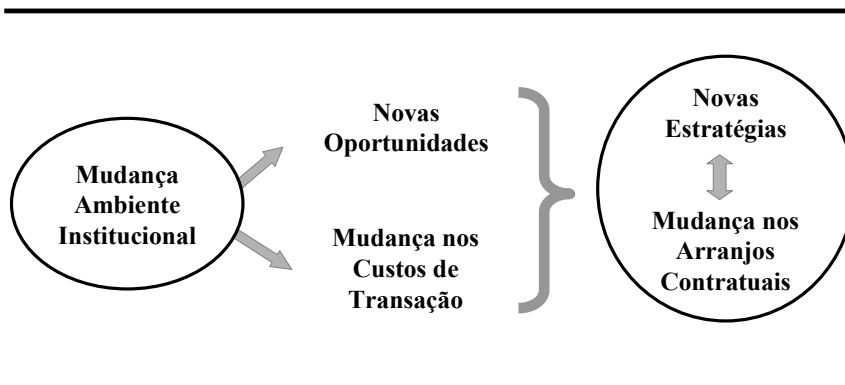 Mudança
Ambiente
Institucional
Novas
Oportunidades
Mudança nos
Custos de
Transação
Novas
Estratégias
Mudança nos
Arranjos
Contratuais